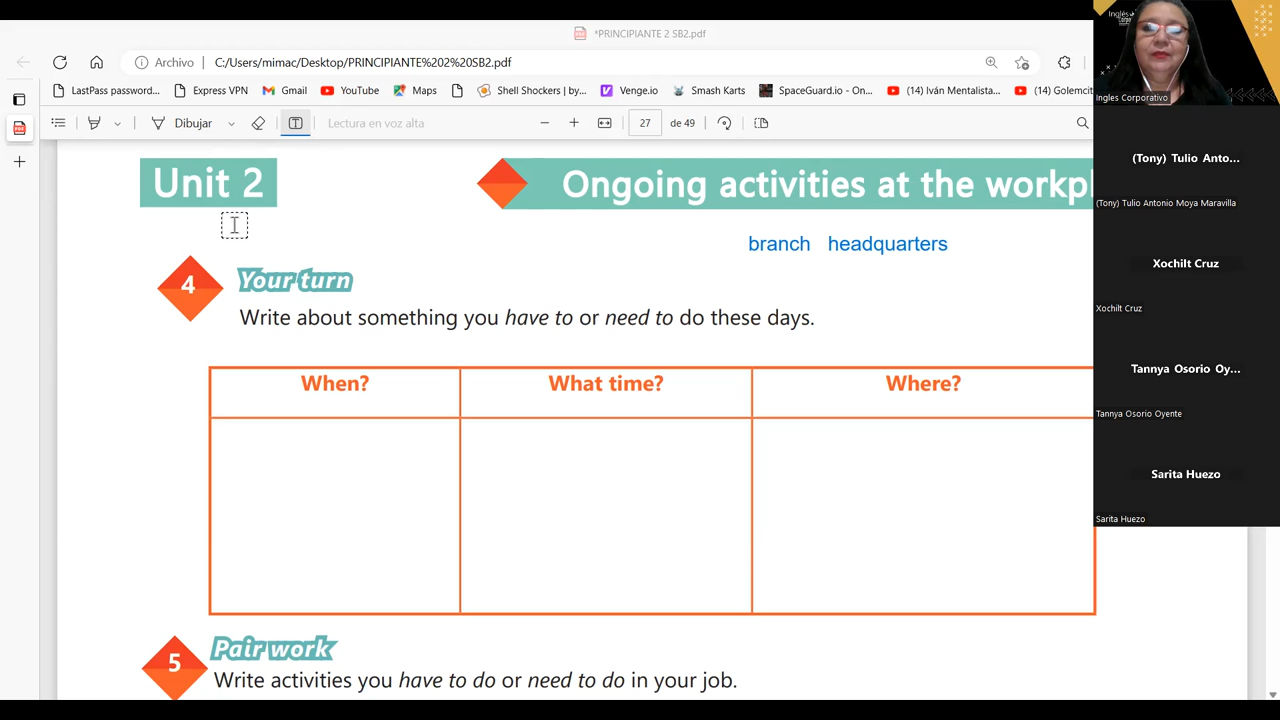 *PRINCIPIANTE 2 SB2.pdf
Archivo C:/Users/mimac/Desktop/PRINCIPIANTE%202%20SB2.pdf
LastPass password... Express VPN Gmail YouTube Maps Shell Shockers | by... Venge.io Smash Karts SpaceGuard.io - On... (14) Iván Mentalista... (14) Golemcit
Dibujar Lectura en voz alta 27 de 49
Unit 2
Ongoing activities at the workpl
branch headquarters
4 Your turn
Write about something you have to or need to do these days.
When? What time? Where?
5 Pair work
Write activities you have to do or need to do in your job.
Inglés
Corpo
Ingles Corporativo
(Tony) Tulio Anto...
(Tony) Tulio Antonio Moya Maravilla
Xochilt Cruz
Xochilt Cruz
Tannya Osorio Oy...
Tannya Osorio Oyente
Sarita Huezo
Sarita Huezo